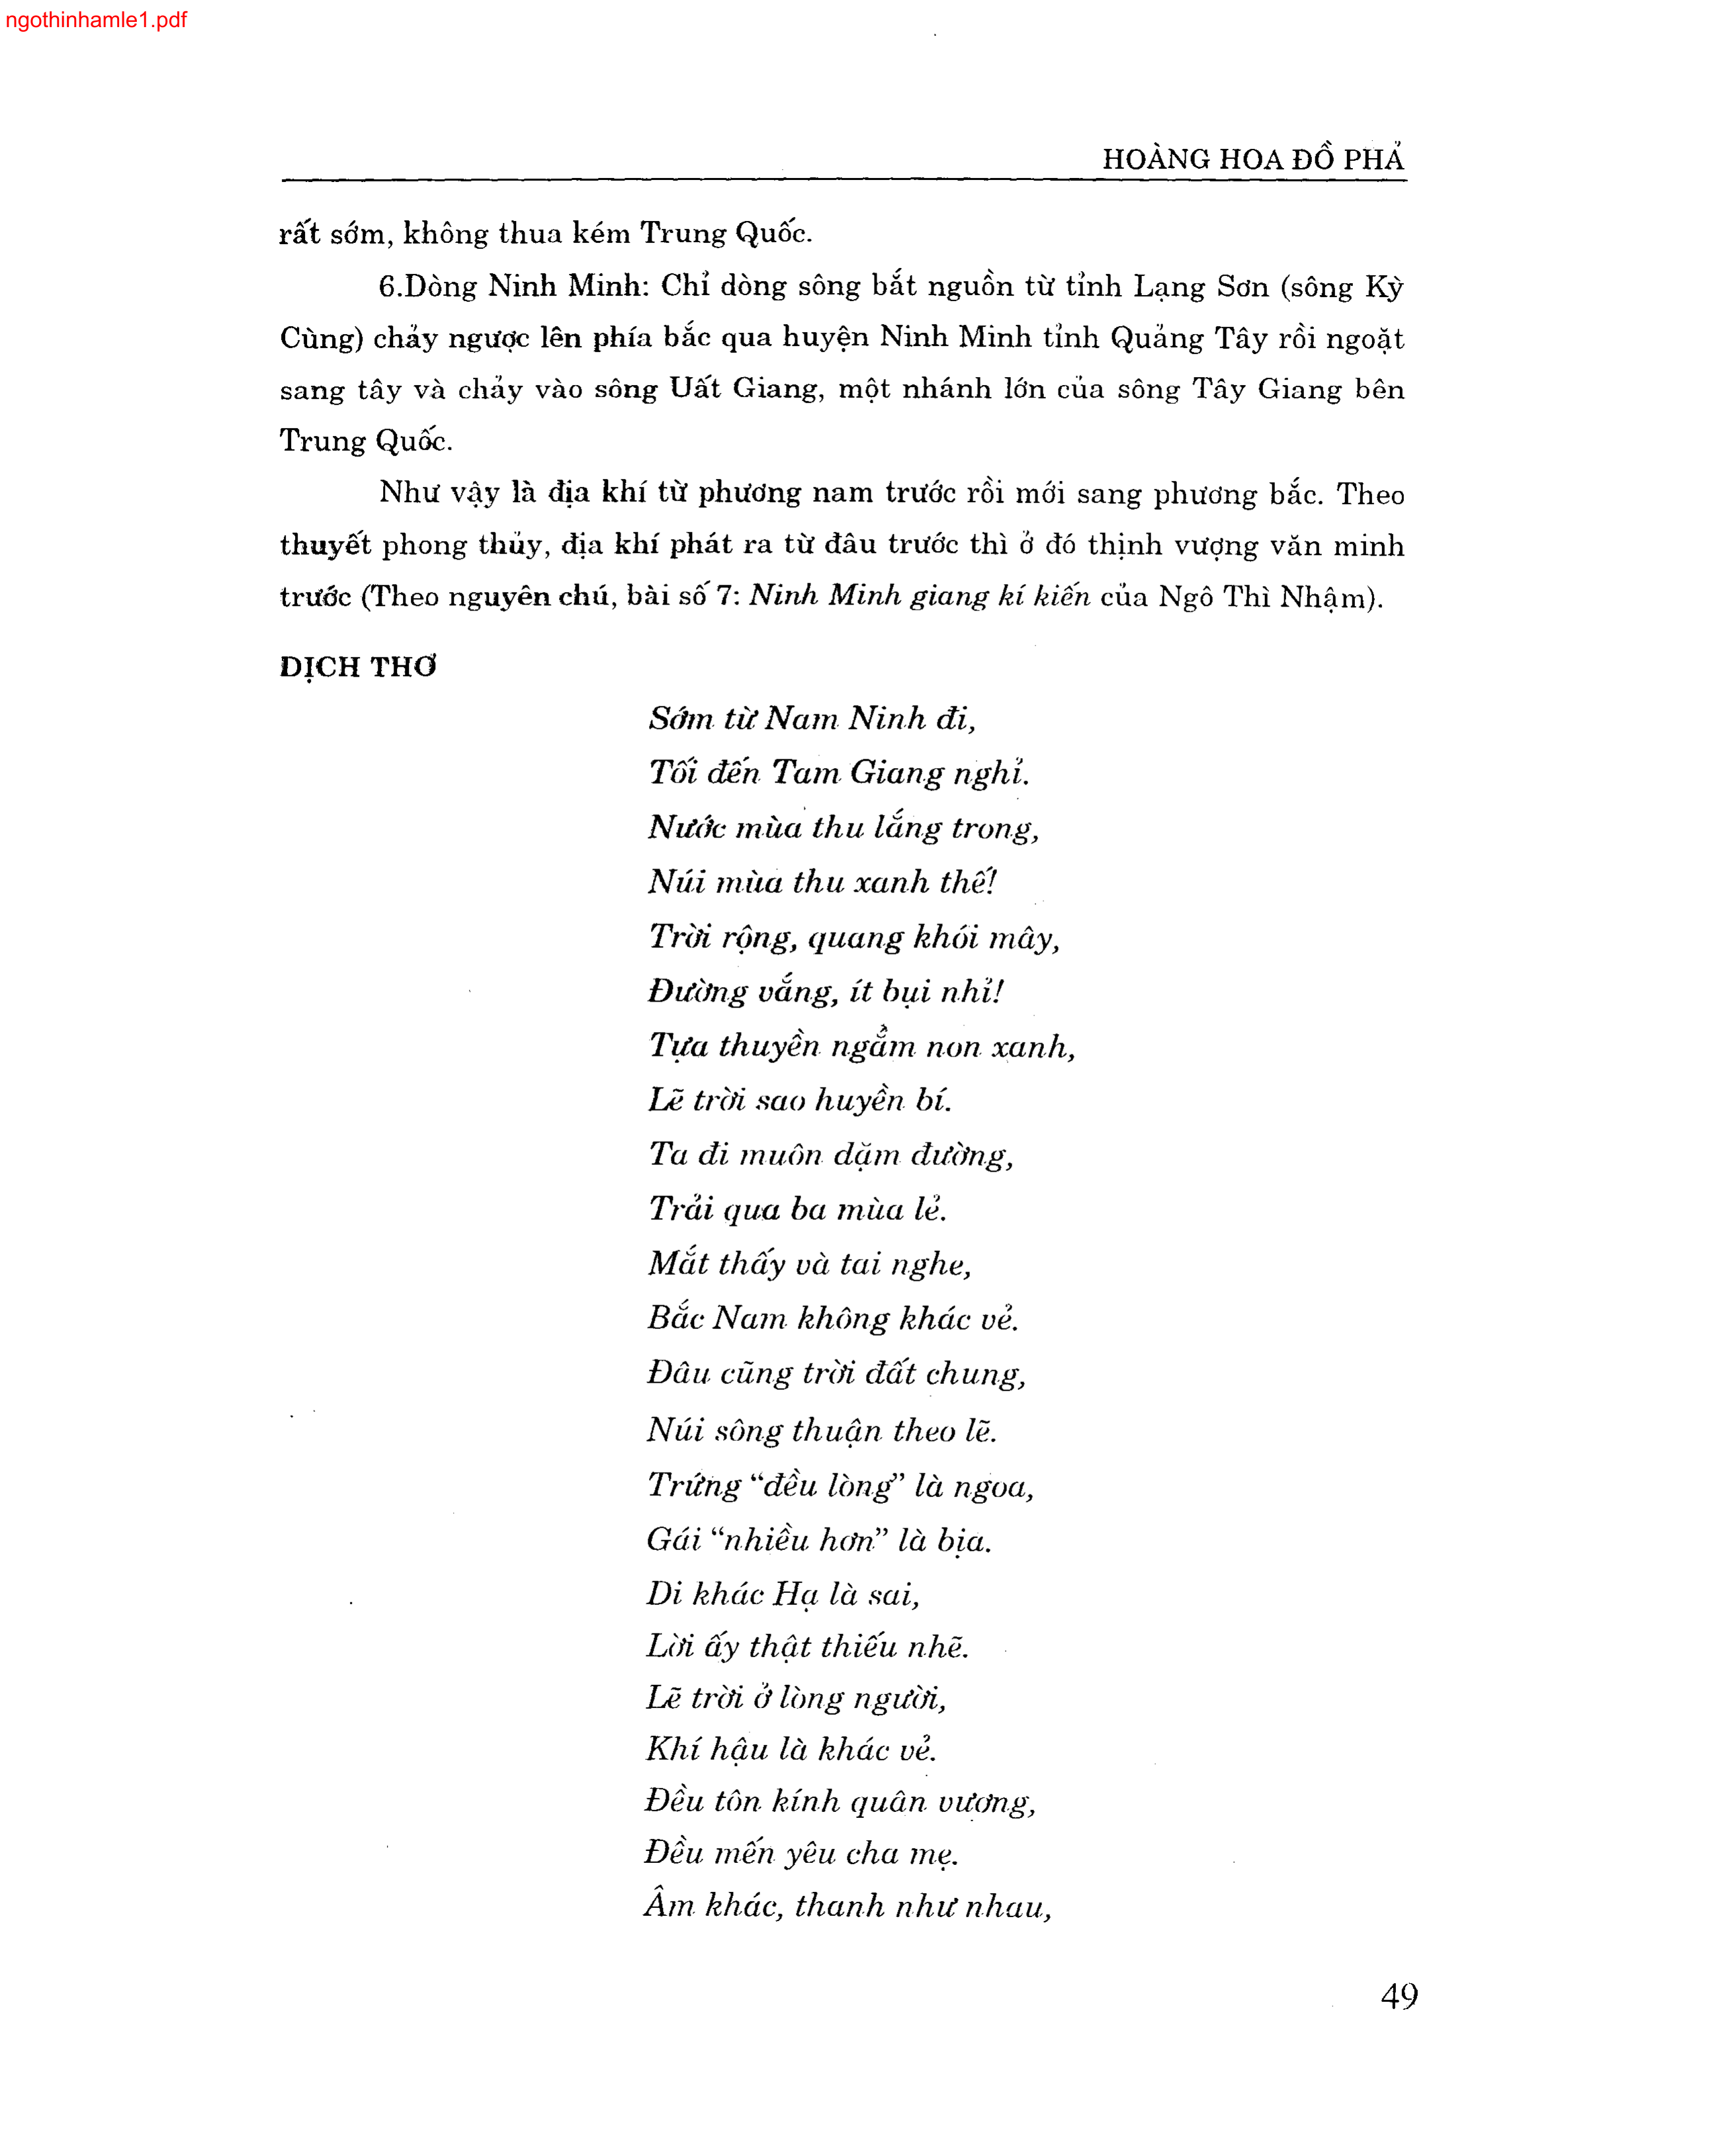 ngothinhamle1.pdf
HOÀNG HOA ĐỒ PHẢ
rất sớm, không thua kém Trung Quốc.
6.Dòng Ninh Minh: Chỉ dòng sông bắt nguồn từ tỉnh Lạng Sơn (sông Kỳ
Cùng) chảy ngược lên phía bắc qua huyện Ninh Minh tỉnh Quảng Tây rồi ngoặt
sang tây và chảy vào sông Uất Giang, một nhánh lớn của sông Tây Giang bên
Trung Quốc.
Như vậy là địa khí từ phương nam trước rồi mới sang phương bắc. Theo
thuyết phong thủy, địa khí phát ra từ đâu trước thì ở đó thịnh vượng văn minh
trước (Theo nguyên chú, bài số 7: Ninh Minh giang kí kiến của Ngô Thì Nhậm).
DỊCH THƠ
Sớm từ Nam Ninh đi,
Tối đến Tam Giang nghỉ.
Nước mùa thu lắng trong,
Núi mùa thu xanh thế!
Trời rộng, quang khói mây,
Đường vắng, ít bụi nhỉ!
Tựa thuyền ngắm non xanh,
Lẽ trời sao huyền bí.
Ta đi muôn dặm đường,
Trải qua ba mùa lẻ.
Mắt thấy và tai nghe,
Bắc Nam không khác vẻ.
Đâu cũng trời đất chung,
Núi sông thuận theo lẽ.
Trứng “đều lòng” là ngoa,
Gái “nhiều hơn” là bịa.
Di khác Hạ là sai,
Lời ấy thật thiếu nhẽ.
Lẽ trời ở lòng người,
Khí hậu là khác vẻ.
Đều tôn kính quân vương,
Đều mến yêu cha mẹ.
Âm khác, thanh như nhau,
49